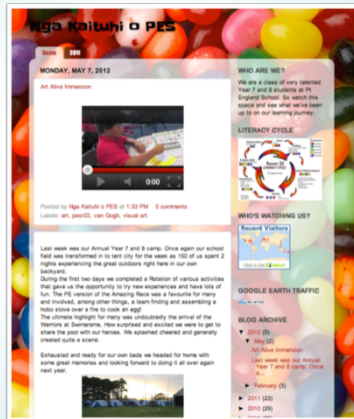 Nga Kaituhi o PES
Home
2011
MONDAY, MAY 7, 2012
Art Alive Immersion
0:00
Posted by Nga Kaituhi o PES at 1:33 PM 0 comments
Labels: art, pesr22, van Gogh, visual art
Last week was our Annual Year 7 and 8 camp. Once again our school
field was transformed in to tent city for the week as 150 of us spent 2
nights experiencing the great outdoors right here in our own
backyard.
During the first two days we completed a Rotation of various activities
that gave us the opportunity to try new experiences and have lots of
fun. The PE version of the Amazing Race was a favourite for many
and involved, among other things, a team finding and assembling a
hobo stove over a fire to cook an egg!
The ultimate highlight for many was undoubtedly the arrival of the
Warriors at Swimarama. How surprised and excited we were to get to
share the pool with our heroes. We splashed cheered and generally
created quite a scene.
Exhausted and ready for our own beds we headed for home with
some great memories and looking forward to doing it all over again
next year.
WHO ARE WE?
We are a class of very talented
Year 7 and 8 students at Pt
England School. So watch this
space and see what we've been
up to on our learning journey.
LITERACY CYCLE
Room 22
LITERACY CYCLE
WHO'S WATCHING US?
Recent Visitors
GOOGLE EARTH TRAFFIC
BLOG ARCHIVE
▼ 2012 (5)
▼ May (2)
Art Alive Immersion
Last week was our Annual
Year 7 and 8 camp. Once
a...
► February (3)
► 2011 (23)
► 2010 (29)